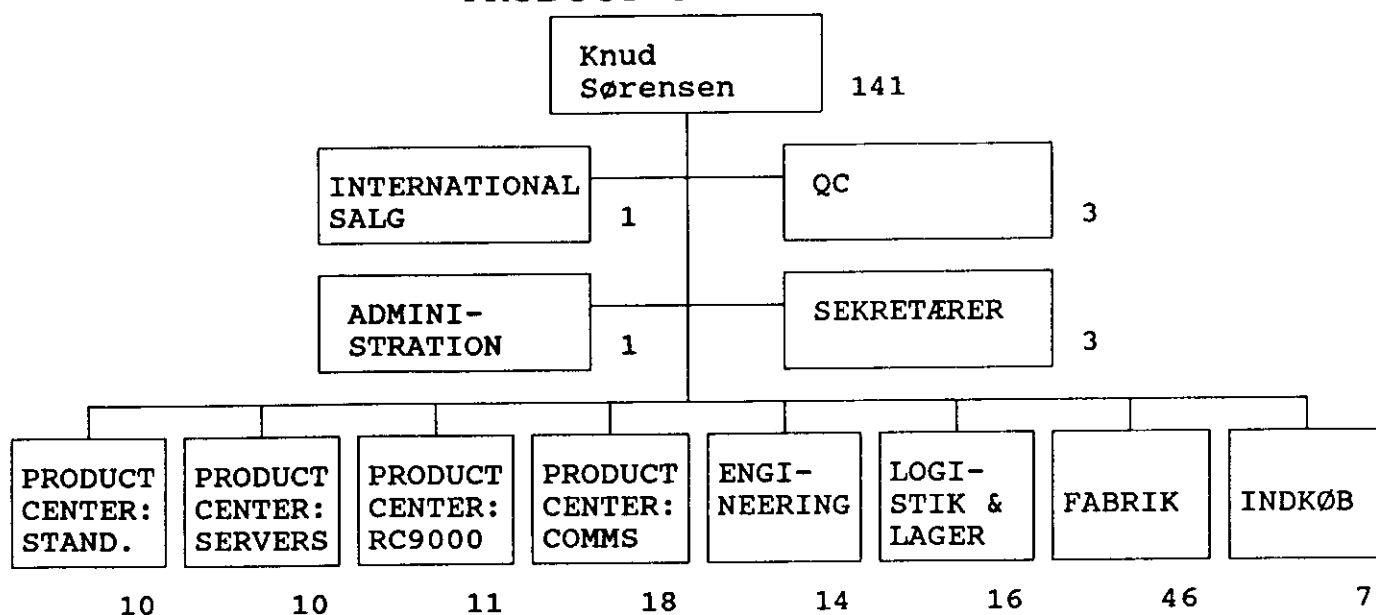 Knud
Sørensen
141
INTERNATIONAL
SALG
1
QC
3
ADMINI-
STRATION
1
SEKRETÆRER
3
PRODUCT
CENTER:
STAND.
10
PRODUCT
CENTER:
SERVERS
10
PRODUCT
CENTER:
RC9000
11
PRODUCT
CENTER:
COMMS
18
ENGI-
NEERING
14
LOGI-
STIK &
LAGER
16
FABRIK
46
INDKØB
7